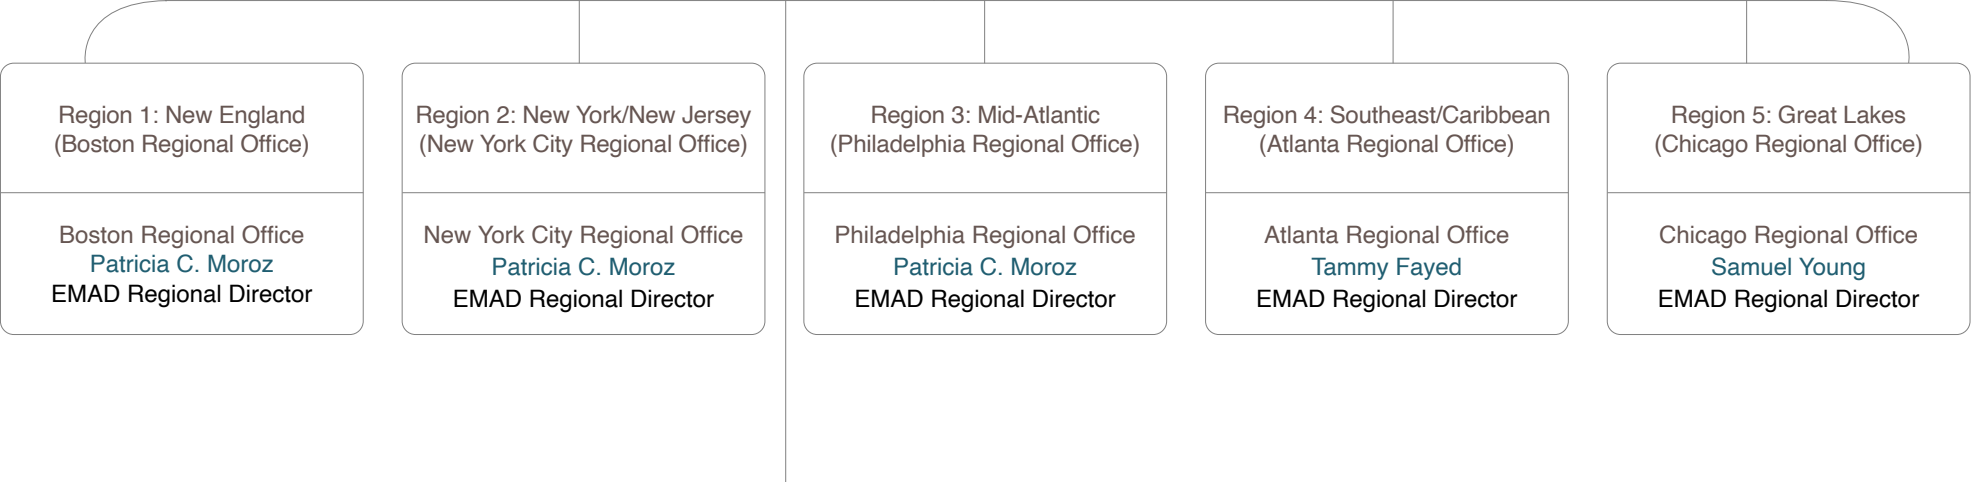 Region 1: New England
(Boston Regional Office)
Boston Regional Office
Patricia C. Moroz
EMAD Regional Director
Region 2: New York/New Jersey
(New York City Regional Office)
New York City Regional Office
Patricia C. Moroz
EMAD Regional Director
Region 3: Mid-Atlantic
(Philadelphia Regional Office)
Philadelphia Regional Office
Patricia C. Moroz
EMAD Regional Director
Region 4: Southeast/Caribbean
(Atlanta Regional Office)
Atlanta Regional Office
Tammy Fayed
EMAD Regional Director
Region 5: Great Lakes
(Chicago Regional Office)
Chicago Regional Office
Samuel Young
EMAD Regional Director